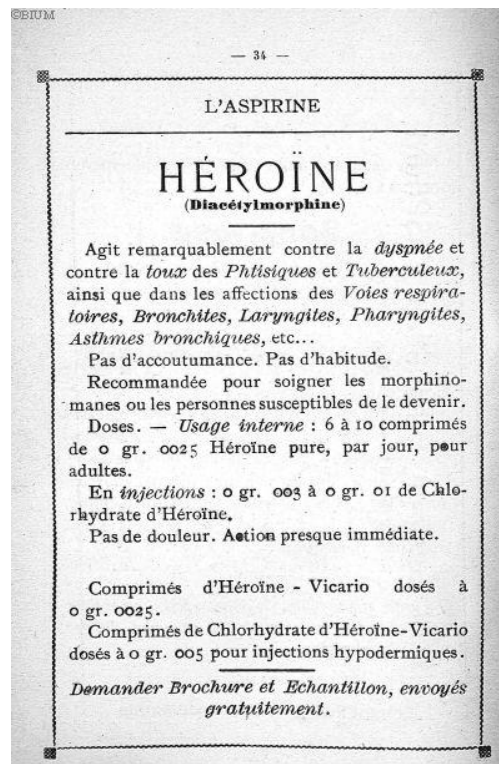 ©BIUM
— 34 —
L'ASPIRINE
HÉROÏNE
(Diacétylmorphine)
Agit remarquablement contre la dyspnée et
contre la toux des Phtisiques et Tuberculeux,
ainsi que dans les affections des Voies respira-
toires, Bronchites, Laryngites, Pharyngites,
Asthmes bronchiques, etc...
Pas d'accoutumance. Pas d'habitude.
Recommandée pour soigner les morphino-
manes ou les personnes susceptibles de le devenir.
Doses. — Usage interne : 6 à 10 comprimés
de 0 gr. 0025 Héroïne pure, par jour, pour
adultes.
En injections : 0 gr. 003 à 0 gr. 01 de Chlo-
rhydrate d'Héroïne.
Pas de douleur. Action presque immédiate.
Comprimés d'Héroïne - Vicario dosés à
0 gr. 0025.
Comprimés de Chlorhydrate d'Héroïne-Vicario
dosés à 0 gr. 005 pour injections hypodermiques.
Demander Brochure et Echantillon, envoyés
gratuitement.